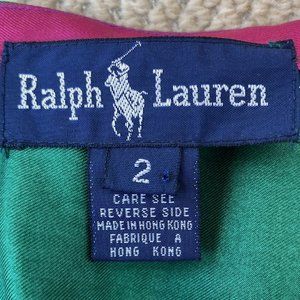 Ralph Lauren
2
CARE SEE
REVERSE SIDE
MADE IN HONG KONG
FABRIQUE A
HONG KONG